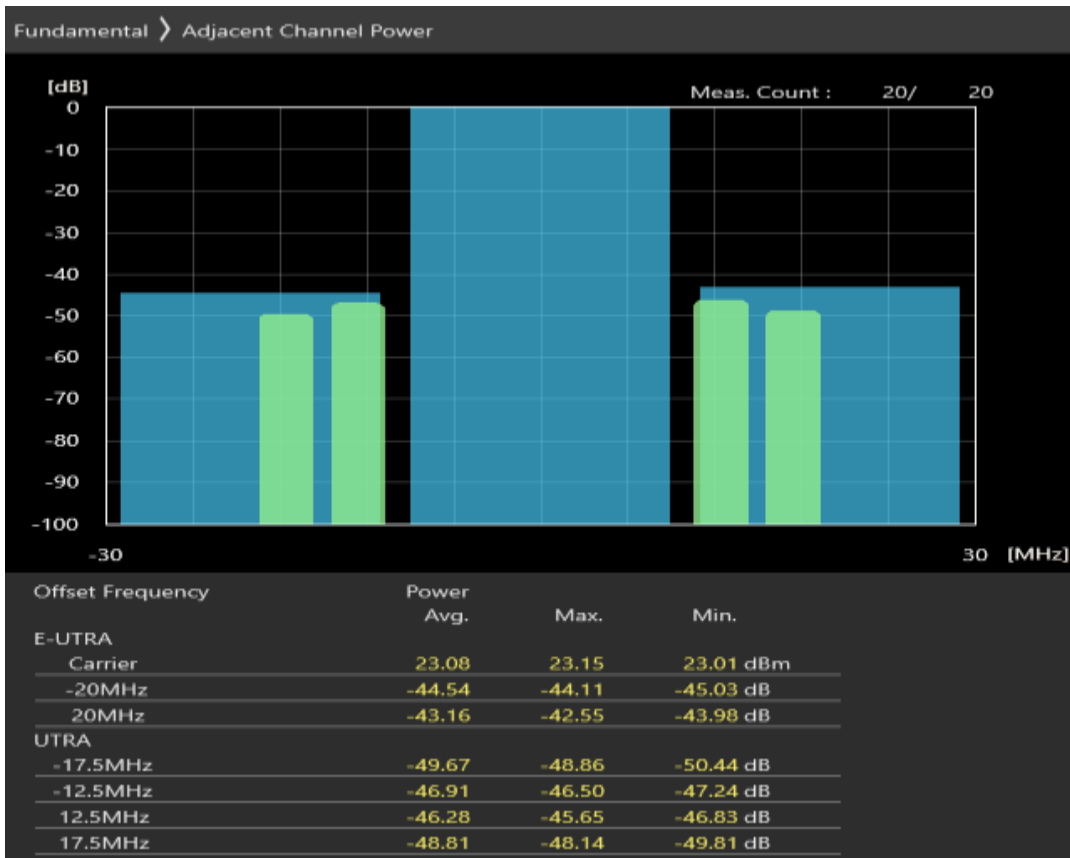 Fundamental ❯ Adjacent Channel Power
[dB]
Meas. Count : 20/ 20
0
-10
-20
-30
-40
-50
-60
-70
-80
-90
-100
-30 30 [MHz]
Offset Frequency Power
Avg. Max. Min.
E-UTRA
Carrier 23.08 23.15 23.01 dBm
-20MHz -44.54 -44.11 -45.03 dB
20MHz -43.16 -42.55 -43.98 dB
UTRA
-17.5MHz -49.67 -48.86 -50.44 dB
-12.5MHz -46.91 -46.50 -47.24 dB
12.5MHz -46.28 -45.65 -46.83 dB
17.5MHz -48.81 -48.14 -49.81 dB